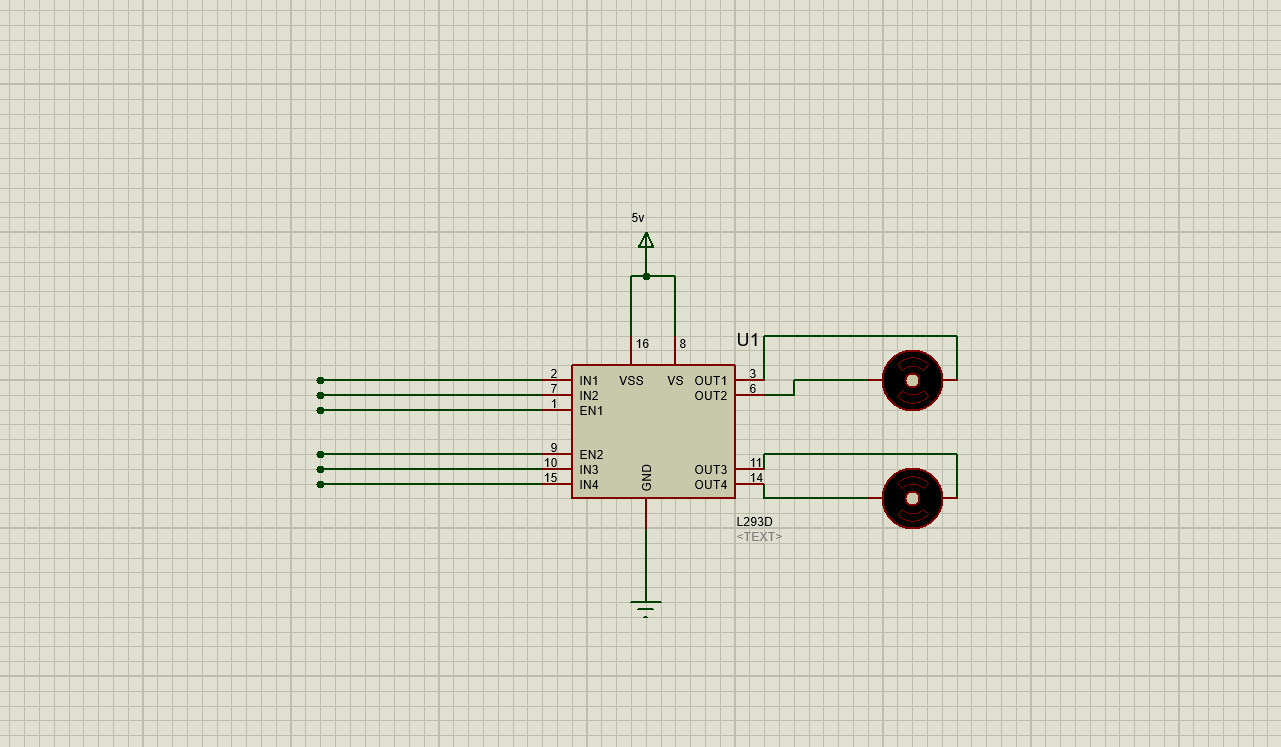 5v
16 8 U1
2 IN1 VSS VS OUT1 3
7 IN2 OUT2 6
1 EN1
9 EN2
10 IN3 OUT3 11
15 IN4 GND OUT4 14
L293D
<TEXT>